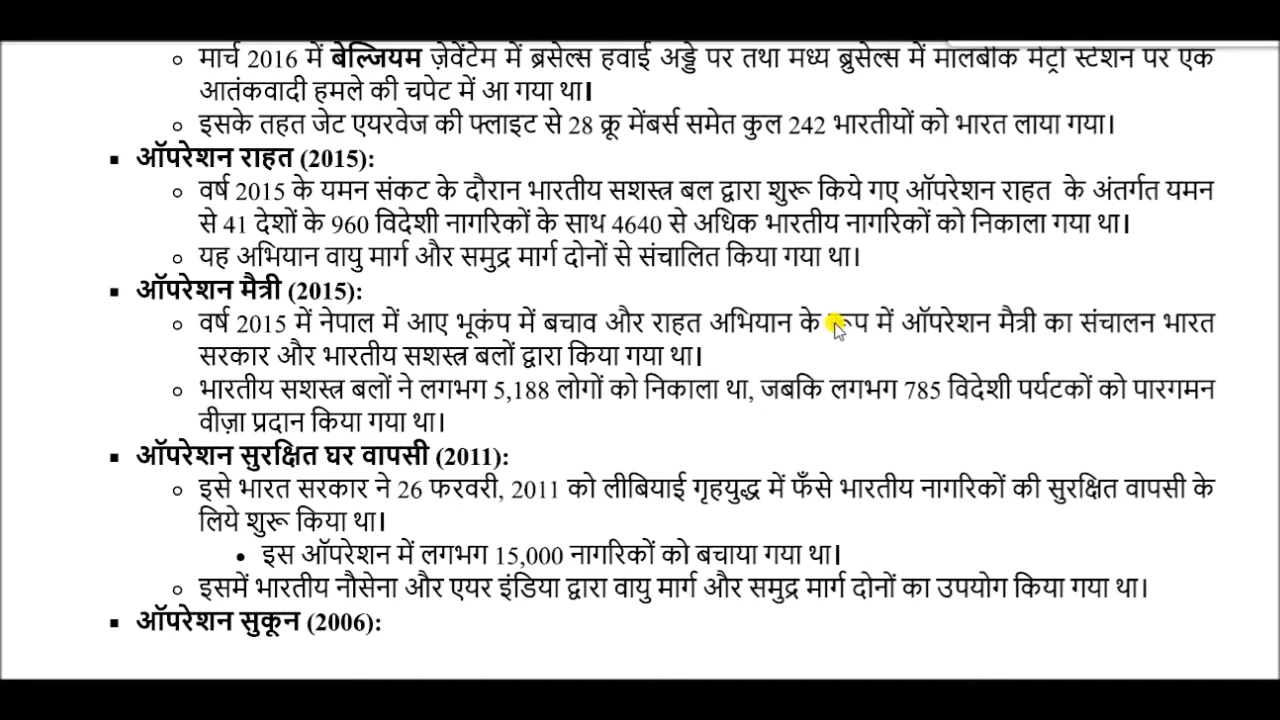 मार्च 2016 में बेल्जियम ज़ेवेंटेम में ब्रसेल्स हवाई अड्डे पर तथा मध्य ब्रुसेल्स में मालबीक मेट्रो स्टेशन पर एक
आतंकवादी हमले की चपेट में आ गया था।
इसके तहत जेट एयरवेज की फ्लाइट से 28 क्रू मेंबर्स समेत कुल 242 भारतीयों को भारत लाया गया।
ऑपरेशन राहत (2015):
वर्ष 2015 के यमन संकट के दौरान भारतीय सशस्त्र बल द्वारा शुरू किये गए ऑपरेशन राहत के अंतर्गत यमन
से 41 देशों के 960 विदेशी नागरिकों के साथ 4640 से अधिक भारतीय नागरिकों को निकाला गया था।
यह अभियान वायु मार्ग और समुद्र मार्ग दोनों से संचालित किया गया था।
ऑपरेशन मैत्री (2015):
वर्ष 2015 में नेपाल में आए भूकंप में बचाव और राहत अभियान के रूप में ऑपरेशन मैत्री का संचालन भारत
सरकार और भारतीय सशस्त्र बलों द्वारा किया गया था।
भारतीय सशस्त्र बलों ने लगभग 5,188 लोगों को निकाला था, जबकि लगभग 785 विदेशी पर्यटकों को पारगमन
वीज़ा प्रदान किया गया था।
ऑपरेशन सुरक्षित घर वापसी (2011):
इसे भारत सरकार ने 26 फरवरी, 2011 को लीबियाई गृहयुद्ध में फँसे भारतीय नागरिकों की सुरक्षित वापसी के
लिये शुरू किया था।
इस ऑपरेशन में लगभग 15,000 नागरिकों को बचाया गया था।
इसमें भारतीय नौसेना और एयर इंडिया द्वारा वायु मार्ग और समुद्र मार्ग दोनों का उपयोग किया गया था।
ऑपरेशन सुकून (2006):